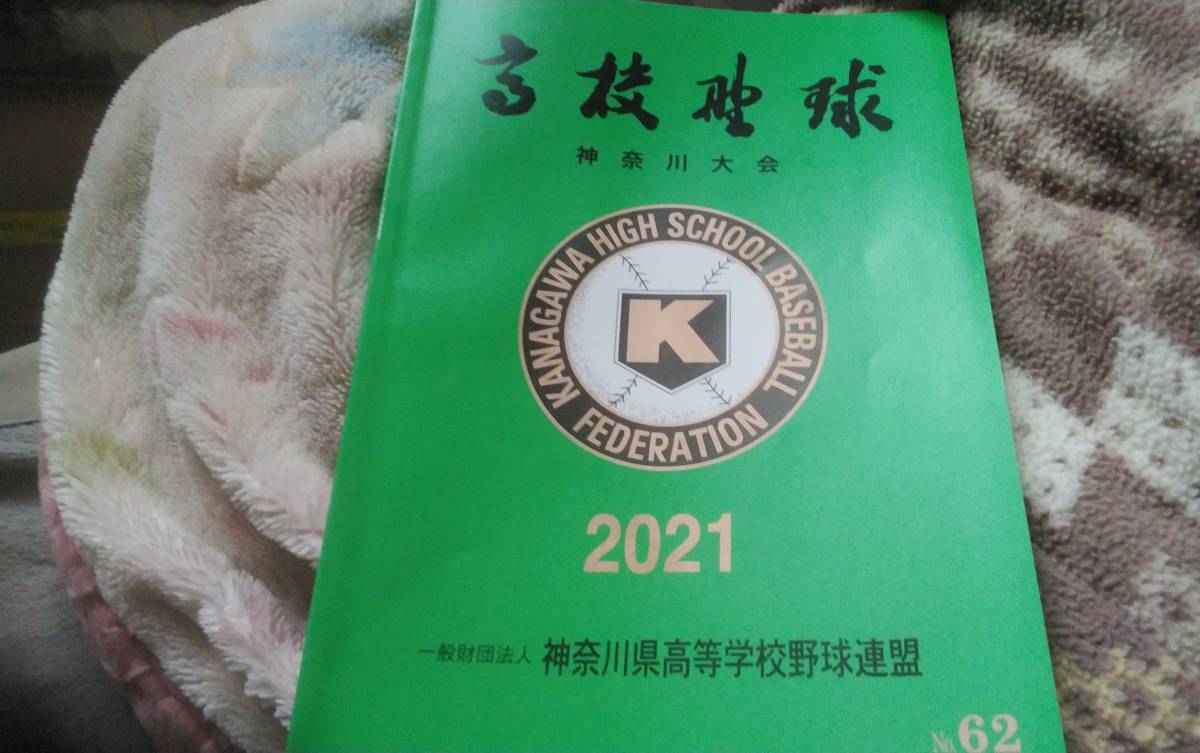 高校野球
神奈川大会
KANAGAWA HIGH SCHOOL BASEBALL FEDERATION
K
2021
一般財団法人 神奈川県高等学校野球連盟
No.62